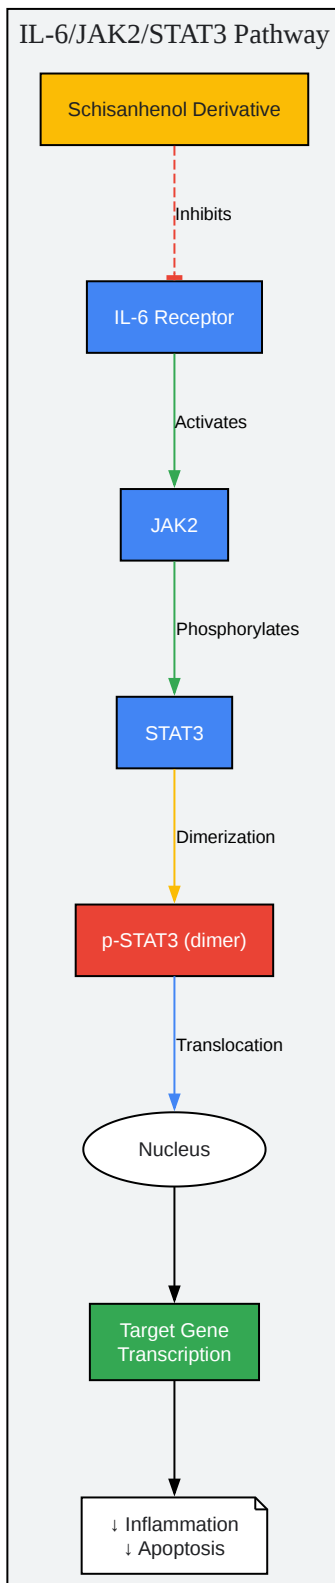 IL-6/JAK2/STAT3 Pathway
Schisanhenol Derivative
Inhibits
IL-6 Receptor
Activates
JAK2
Phosphorylates
STAT3
Dimerization
p-STAT3 (dimer)
Translocation
Nucleus
Target Gene
Transcription
↓ Inflammation
↓ Apoptosis